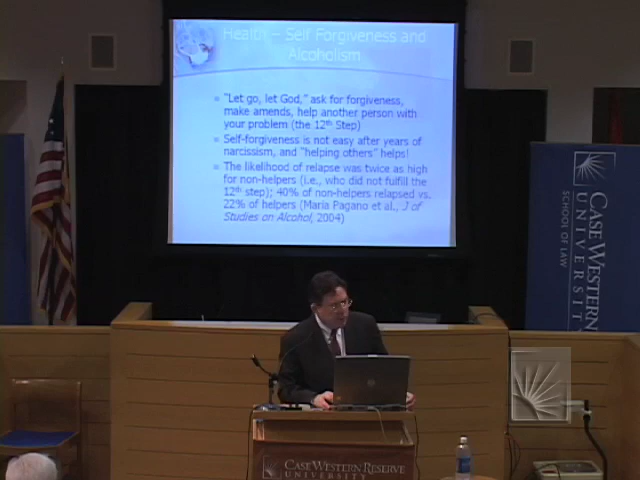 Health – Self Forgiveness and
Alcoholism
"Let go, let God," ask for forgiveness,
make amends, help another person with
your problem (the 12th Step)
Self-forgiveness is not easy after years of
narcissism, and "helping others" helps!
The likelihood of relapse was twice as high
for non-helpers (i.e., who did not fulfill the
12th step); 40% of non-helpers relapsed vs.
22% of helpers (Maria Pagano et al., J of
Studies on Alcohol, 2004)
CASE WESTERN
UNIVERSITY
SCHOOL OF LAW
CASE WESTERN RESERVE
UNIVERSITY